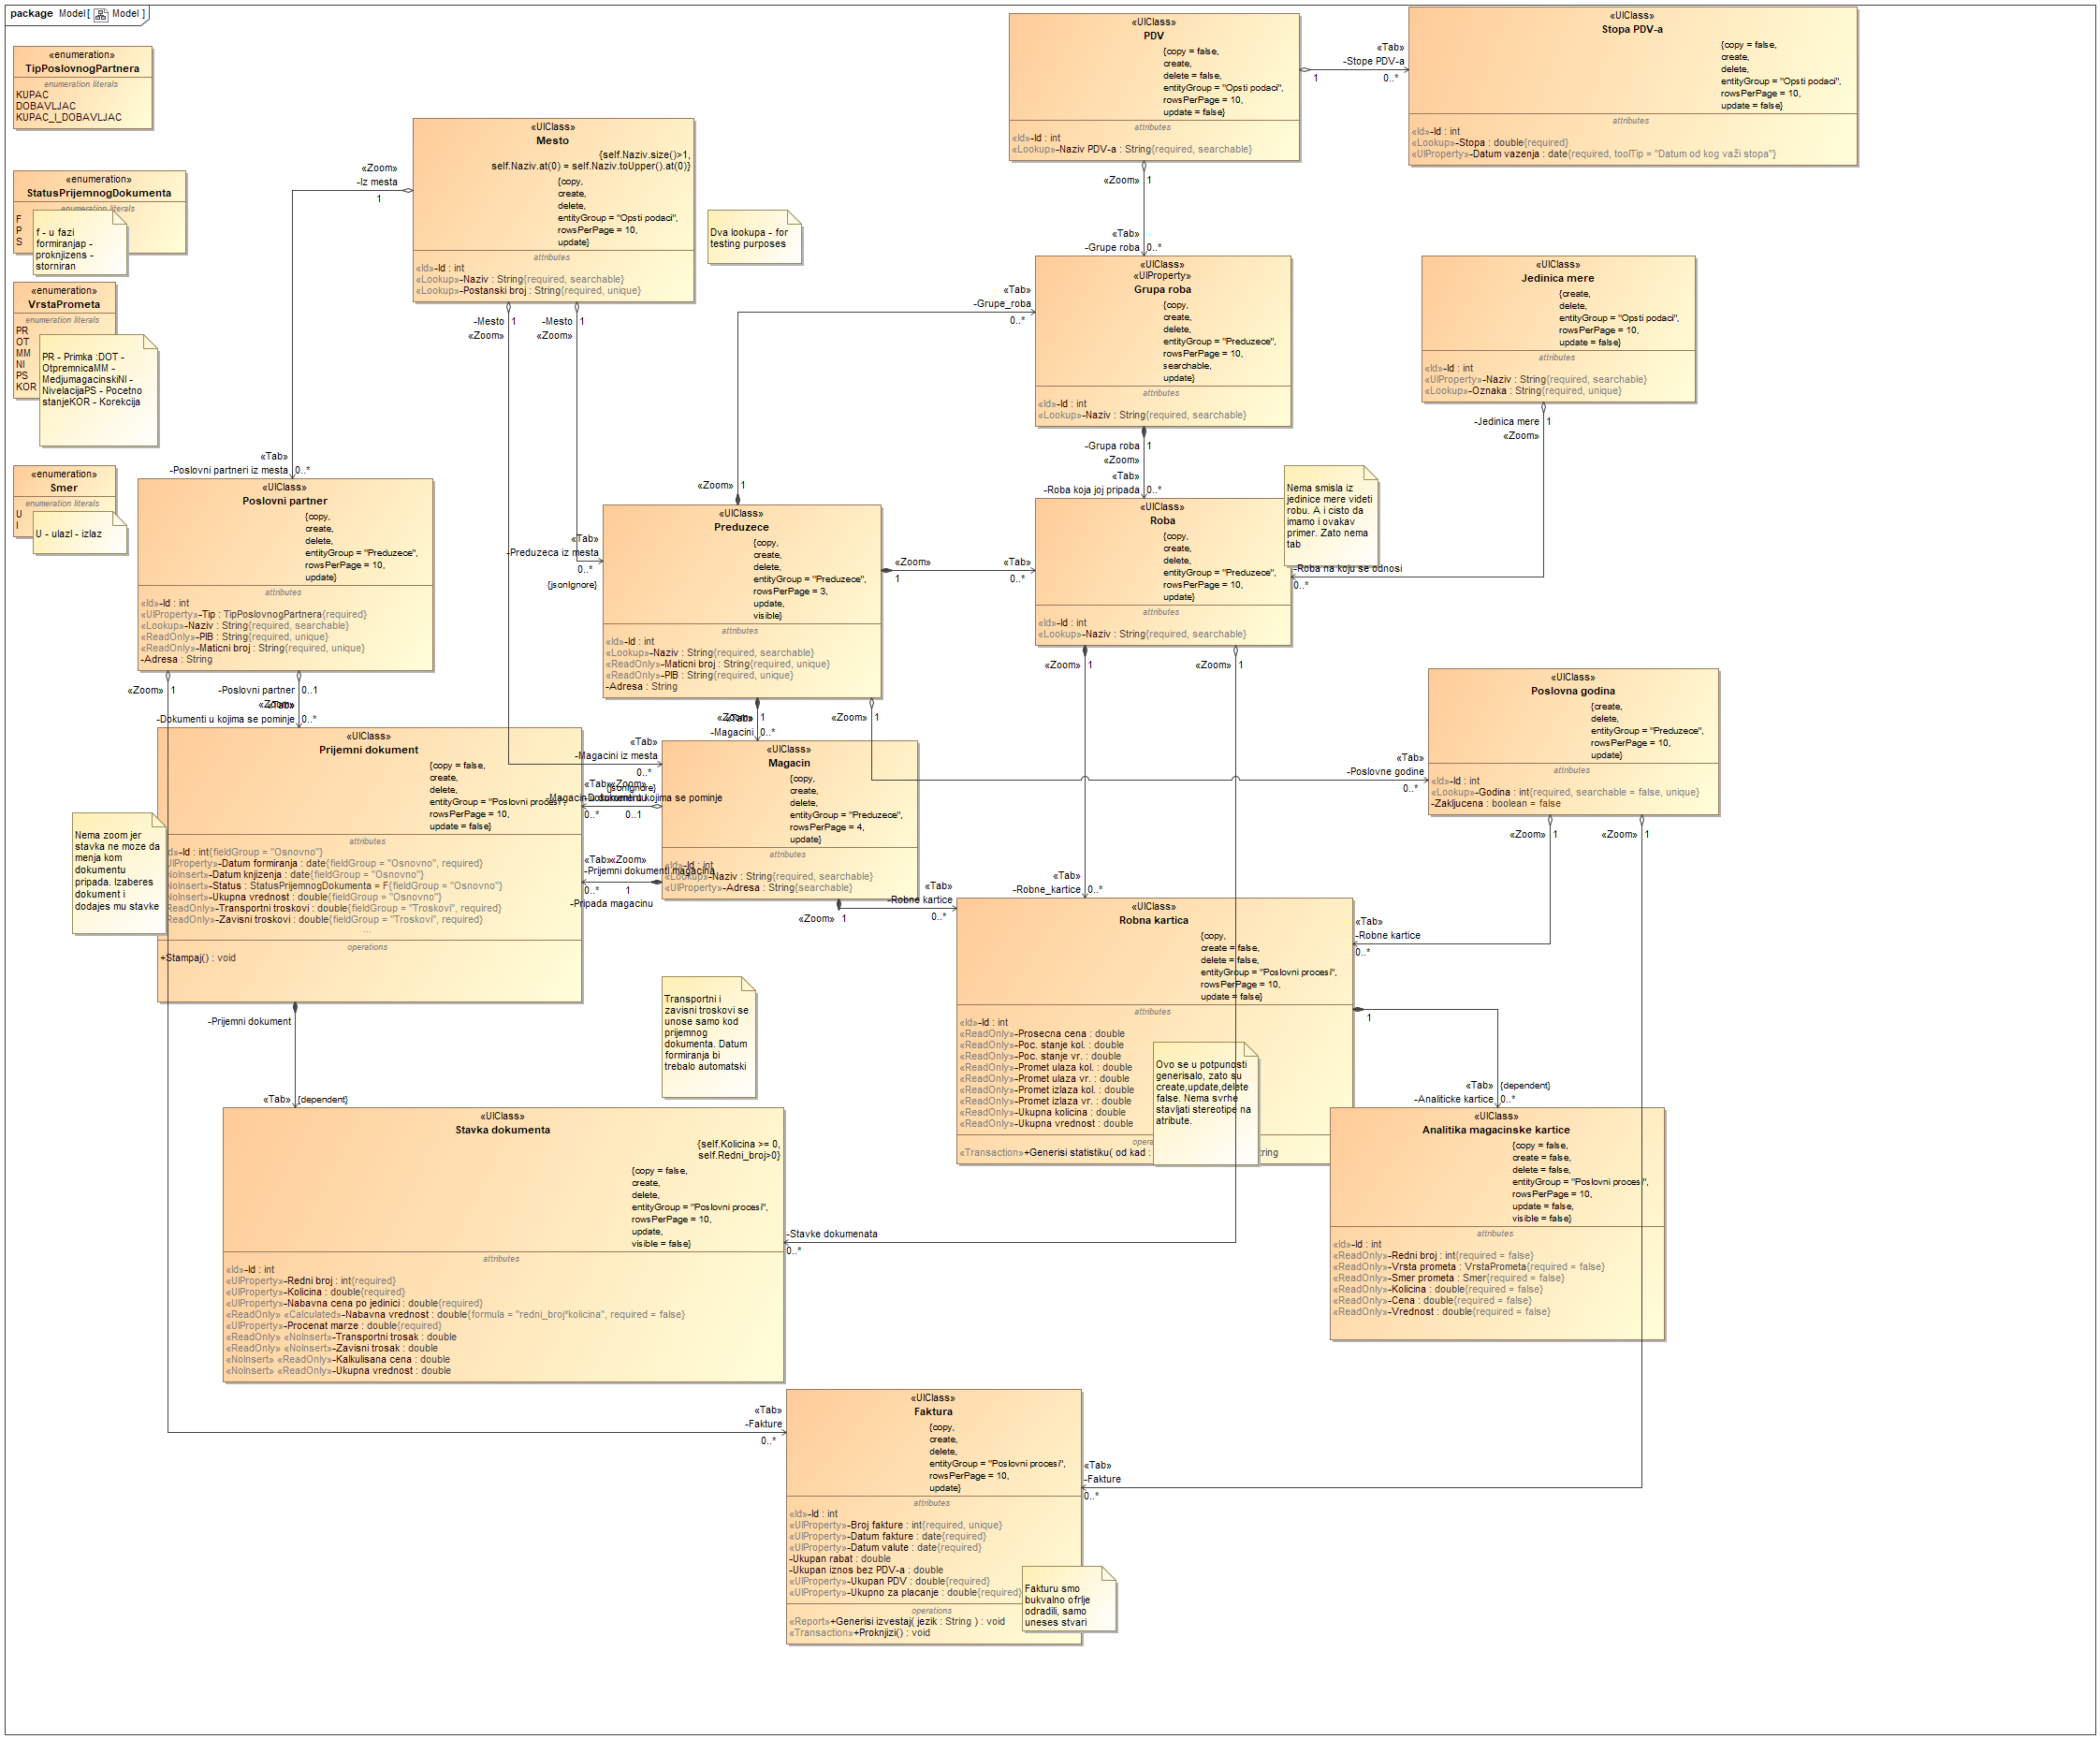 package Model[ Model ]
«enumeration»
TipPoslovnogPartnera
enumeration literals
KUPAC
DOBAVLJAC
KUPAC_I_DOBAVLJAC
«enumeration»
StatusPrijemnogDokumenta
enumeration literals
F
P
S
f - u fazi
formiranjap -
proknjizens -
storniran
«enumeration»
VrstaPrometa
enumeration literals
PR
OT
MM
NI
PS
KOR
PR - Primka :DOT -
OtpremnicaMM -
MedjumagacinskiNI -
NivelacijaPS - Pocetno
stanjeKOR - Korekcija
«enumeration»
Smer
enumeration literals
U
I
U - ulazI - izlaz
«UIClass»
Mesto
{self.Naziv.size()>1,
self.Naziv.at(0) = self.Naziv.toUpper().at(0)}
{copy,
create,
delete,
entityGroup = "Opsti podaci",
rowsPerPage = 10,
update}
attributes
«Id»-Id : int
«Lookup»-Naziv : String{required, searchable}
«Lookup»-Postanski broj : String{required, unique}
Dva lookupa - for
testing purposes
«Zoom»
-Iz mesta
1
-Mesto
1
«Zoom»
-Mesto
1
«Zoom»
«UIClass»
PDV
{copy = false,
create,
delete = false,
entityGroup = "Opsti podaci",
rowsPerPage = 10,
update = false}
attributes
«Id»-Id : int
«Lookup»-Naziv PDV-a : String{required, searchable}
1
«Tab»
-Stope PDV-a
0..*
«UIClass»
Stopa PDV-a
{copy = false,
create,
delete,
entityGroup = "Opsti podaci",
rowsPerPage = 10,
update = false}
attributes
«Id»-Id : int
«Lookup»-Stopa : double{required}
«UIProperty»-Datum vazenja : date{required, toolTip = "Datum od kog važi stopa"}
«Zoom»
1
«Tab»
-Grupe roba
0..*
«UIClass»
«UIProperty»
Grupa roba
{copy,
create,
delete,
entityGroup = "Preduzece",
rowsPerPage = 10,
searchable,
update}
attributes
«Id»-Id : int
«Lookup»-Naziv : String{required, searchable}
«Tab»
-Grupe_roba
0..*
«UIClass»
Jedinica mere
{create,
delete,
entityGroup = "Opsti podaci",
rowsPerPage = 10,
update = false}
attributes
«Id»-Id : int
«UIProperty»-Naziv : String{required, searchable}
«Lookup»-Oznaka : String{required, unique}
-Jedinica mere
1
«Zoom»
-Grupa roba
1
«Zoom»
«Tab»
-Roba koja joj pripada
0..*
Nema smisla iz
jedinice mere videti
robu. A i cisto da
imamo i ovakav
primer. Zato nema
tab
-Roba na koju se odnosi
0..*
«Tab»
-Poslovni partneri iz mesta
0..*
«UIClass»
Poslovni partner
{copy,
create,
delete,
entityGroup = "Preduzece",
rowsPerPage = 10,
update}
attributes
«Id»-Id : int
«UIProperty»-Tip : TipPoslovnogPartnera{required}
«Lookup»-Naziv : String{required, searchable}
«ReadOnly»-PIB : String{required, unique}
«ReadOnly»-Maticni broj : String{required, unique}
-Adresa : String
«Zoom»
1
«Tab»
-Preduzeca iz mesta
0..*
{jsonIgnore}
«UIClass»
Preduzece
{copy,
create,
delete,
entityGroup = "Preduzece",
rowsPerPage = 3,
update,
visible}
attributes
«Id»-Id : int
«Lookup»-Naziv : String{required, searchable}
«ReadOnly»-Maticni broj : String{required, unique}
«ReadOnly»-PIB : String{required, unique}
-Adresa : String
«Zoom»
1
«Tab»
0..*
«UIClass»
Roba
{copy,
create,
delete,
entityGroup = "Preduzece",
rowsPerPage = 10,
update}
attributes
«Id»-Id : int
«Lookup»-Naziv : String{required, searchable}
«Zoom»
1
«Zoom»
1
«UIClass»
Poslovna godina
{create,
delete,
entityGroup = "Preduzece",
rowsPerPage = 10,
update}
attributes
«Id»-Id : int
«Lookup»-Godina : int{required, searchable = false, unique}
-Zakljucena : boolean = false
«Tab»
-Poslovne godine
0..*
«Zoom»
1
«Zoom»
1
«Zoom»
1
-Poslovni partner
0..1
«Zoom»
«Tab»
-Dokumenti u kojima se pominje
0..*
«Zoom»
«Tab»
1
-Magacini
0..*
«Zoom»
1
«UIClass»
Prijemni dokument
{copy = false,
create,
delete,
entityGroup = "Poslovni procesi",
rowsPerPage = 10,
update = false}
attributes
-Id : int{fieldGroup = "Osnovno"}
-Datum formiranja : date{fieldGroup = "Osnovno", required}
-Datum knjizenja : date{fieldGroup = "Osnovno"}
-Status : StatusPrijemnogDokumenta = F{fieldGroup = "Osnovno"}
-Ukupna vrednost : double{fieldGroup = "Osnovno"}
-Transportni troskovi : double{fieldGroup = "Troskovi", required}
-Zavisni troskovi : double{fieldGroup = "Troskovi", required}
...
operations
+Stampaj() : void
Nema zoom jer
stavka ne moze da
menja kom
dokumentu
pripada. Izaberes
dokument i
dodajes mu stavke
«Tab»
-Magacini iz mesta
0..*
{jsonIgnore}
«Tab»«Zoom»
0..*
0..1
«Tab»«Zoom»
-Prijemni dokumenti magacina
0..*
1
-Pripada magacinu
«UIClass»
Magacin
{copy,
create,
delete,
entityGroup = "Preduzece",
rowsPerPage = 4,
update}
attributes
«Id»-Id : int
«Lookup»-Naziv : String{required, searchable}
«UIProperty»-Adresa : String{searchable}
«Zoom»
1
«Tab»
-Robne kartice
0..*
«Tab»
-Robne_kartice
0..*
«UIClass»
Robna kartica
{copy,
create = false,
delete = false,
entityGroup = "Poslovni procesi",
rowsPerPage = 10,
update = false}
attributes
«Id»-Id : int
«ReadOnly»-Prosecna cena : double
«ReadOnly»-Poc. stanje kol. : double
«ReadOnly»-Poc. stanje vr. : double
«ReadOnly»-Promet ulaza kol. : double
«ReadOnly»-Promet ulaza vr. : double
«ReadOnly»-Promet izlaza kol. : double
«ReadOnly»-Promet izlaza vr. : double
«ReadOnly»-Ukupna kolicina : double
«ReadOnly»-Ukupna vrednost : double
«Transaction»+Generisi statistiku( od kad :
Ovo se u potpunosti
generisalo, zato su
create,update,delete
false. Nema svrhe
stavljati stereotipe na
atribute.
«Tab»
-Robne kartice
0..*
1
«Tab»
{dependent}
-Analiticke kartice
0..*
Transportni i
zavisni troskovi se
unose samo kod
prijemnog
dokumenta. Datum
formiranja bi
trebalo automatski
-Prijemni dokument
«Tab»
{dependent}
«UIClass»
Stavka dokumenta
{self.Kolicina >= 0,
self.Redni_broj>0}
{copy = false,
create,
delete,
entityGroup = "Poslovni procesi",
rowsPerPage = 10,
update,
visible = false}
attributes
«Id»-Id : int
«UIProperty»-Redni broj : int{required}
«UIProperty»-Kolicina : double{required}
«UIProperty»-Nabavna cena po jedinici : double{required}
«ReadOnly» «Calculated»-Nabavna vrednost : double{formula = "redni_broj*kolicina", required = false}
«UIProperty»-Procenat marze : double{required}
«ReadOnly» «NoInsert»-Transportni trosak : double
«ReadOnly» «NoInsert»-Zavisni trosak : double
«NoInsert» «ReadOnly»-Kalkulisana cena : double
«NoInsert» «ReadOnly»-Ukupna vrednost : double
-Stavke dokumenata
0..*
«UIClass»
Analitika magacinske kartice
{copy = false,
create = false,
delete = false,
entityGroup = "Poslovni procesi",
rowsPerPage = 10,
update = false,
visible = false}
attributes
«Id»-Id : int
«ReadOnly»-Redni broj : int{required = false}
«ReadOnly»-Vrsta prometa : VrstaPrometa{required = false}
«ReadOnly»-Smer prometa : Smer{required = false}
«ReadOnly»-Kolicina : double{required = false}
«ReadOnly»-Cena : double{required = false}
«ReadOnly»-Vrednost : double{required = false}
«Tab»
-Fakture
0..*
«UIClass»
Faktura
{copy,
create,
delete,
entityGroup = "Poslovni procesi",
rowsPerPage = 10,
update}
attributes
«Id»-Id : int
«UIProperty»-Broj fakture : int{required, unique}
«UIProperty»-Datum fakture : date{required}
«UIProperty»-Datum valute : date{required}
-Ukupan rabat : double
-Ukupan iznos bez PDV-a : double
«UIProperty»-Ukupan PDV : double{required}
«UIProperty»-Ukupno za placanje : double{required}
operations
«Report»+Generisi izvestaj( jezik : String ) : void
«Transaction»+Proknjizi() : void
«Tab»
-Fakture
0..*
Fakturu smo
bukvalno ofrlje
odradili, samo
uneses stvari